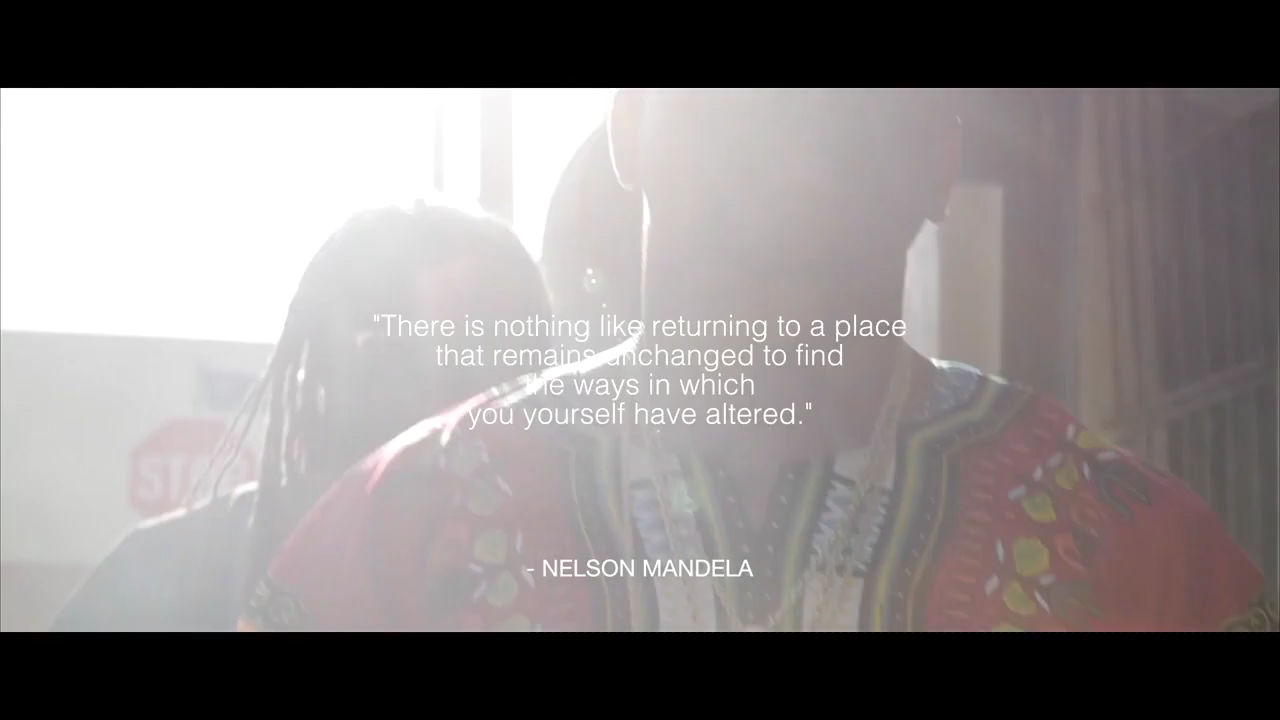 "There is nothing like returning to a place
that remains unchanged to find
the ways in which
you yourself have altered."
STOP
- NELSON MANDELA